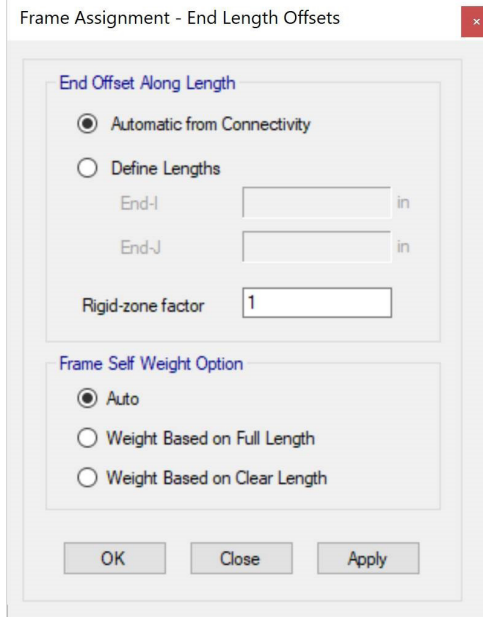 Frame Assignment - End Length Offsets
x
End Offset Along Length
Automatic from Connectivity
Define Lengths
End-I in
End-J in
Rigid-zone factor 1
Frame Self Weight Option
Auto
Weight Based on Full Length
Weight Based on Clear Length
OK Close Apply